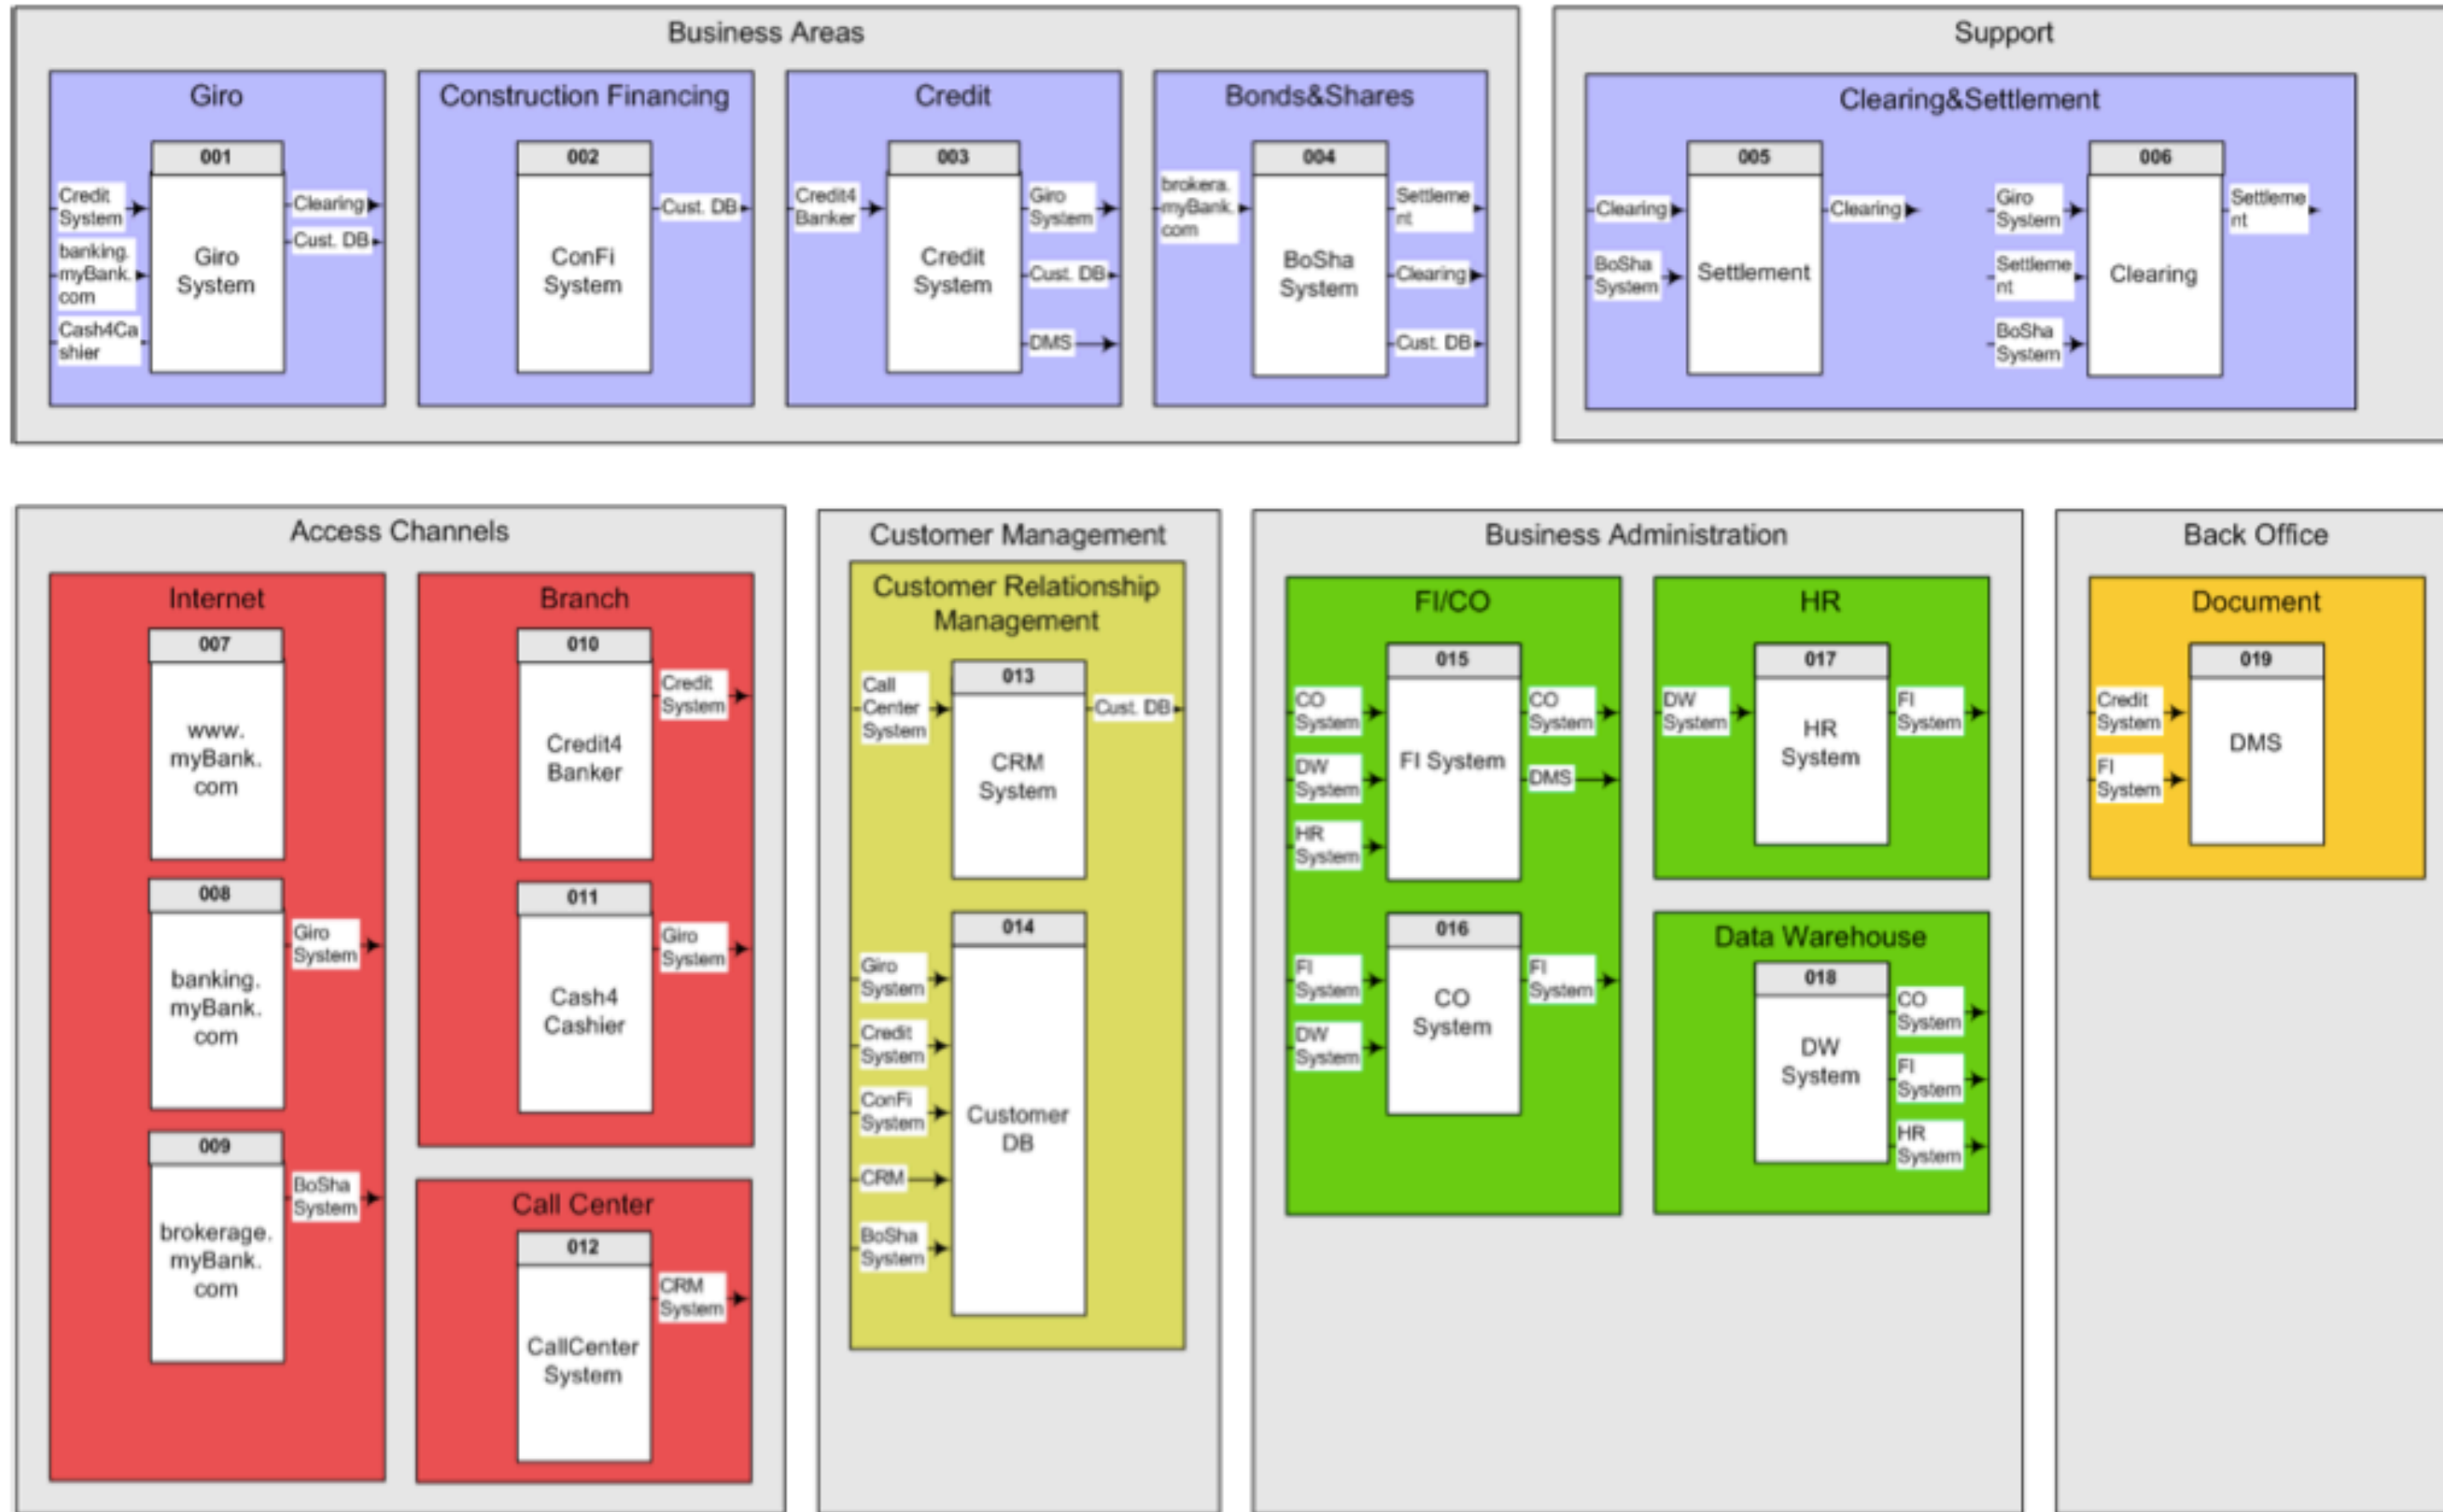 Business Areas
Giro
001
Credit
System
banking.
myBank.
com
Cash4Ca
shier
Giro
System
Clearing
Cust. DB
Construction Financing
002
ConFi
System
Cust. DB
Credit
003
Credit4
Banker
Credit
System
Giro
System
Cust. DB
DMS
Bonds&Shares
004
brokera.
myBank.
com
BoSha
System
Settleme
nt
Clearing
Cust. DB
Support
Clearing&Settlement
005
Clearing
BoSha
System
Settlement
Clearing
006
Giro
System
Settleme
nt
BoSha
System
Clearing
Settleme
nt
Access Channels
Internet
007
www.
myBank.
com
008
banking.
myBank.
com
Giro
System
009
brokerage.
myBank.
com
BoSha
System
Branch
010
Credit4
Banker
Credit
System
011
Cash4
Cashier
Giro
System
Call Center
012
CallCenter
System
CRM
System
Customer Management
Customer Relationship
Management
013
Call
Center
System
CRM
System
Cust. DB
014
Giro
System
Credit
System
ConFi
System
CRM
BoSha
System
Customer
DB
Business Administration
FI/CO
015
CO
System
DW
System
HR
System
FI System
CO
System
DMS
016
FI
System
DW
System
CO
System
FI
System
HR
017
DW
System
HR
System
FI
System
Data Warehouse
018
DW
System
CO
System
FI
System
HR
System
Back Office
Document
019
Credit
System
FI
System
DMS